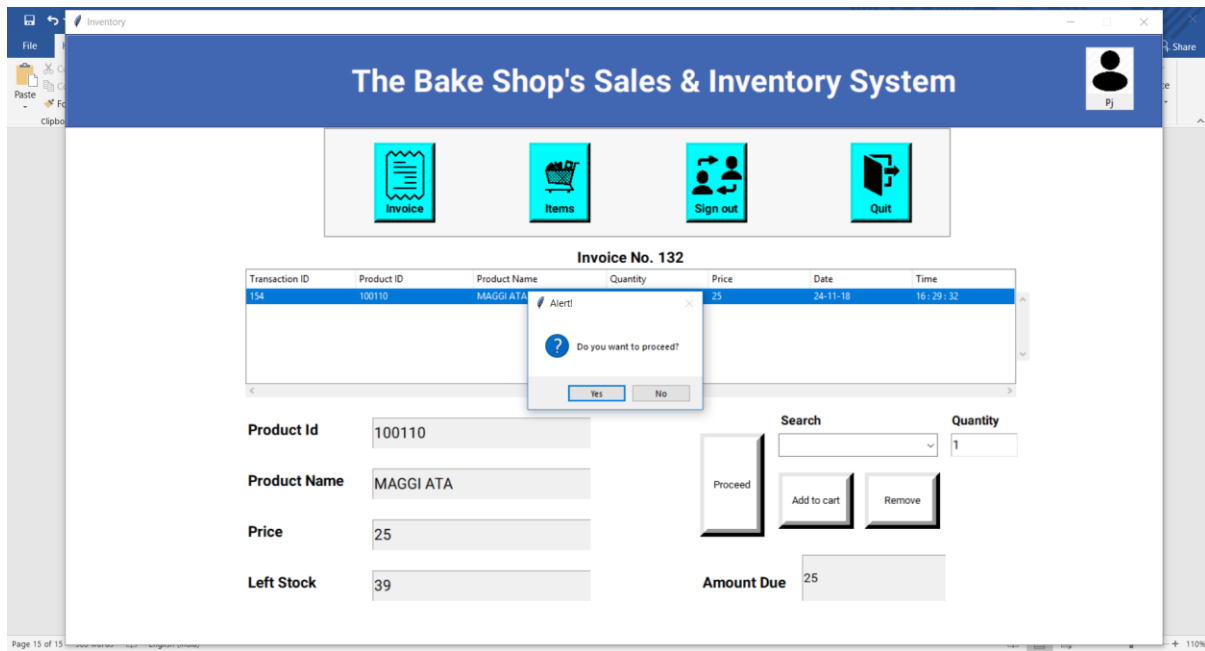 Inventory
File
Share
The Bake Shop's Sales & Inventory System
Paste
Pj
Invoice
Items
Sign out
Quit
Invoice No. 132
Transaction ID Product ID Product Name Quantity Price Date Time
154 100110 MAGGI ATA 25 24-11-18 16 : 29 : 32
Alert!
?
Do you want to proceed?
Yes No
Product Id 100110
Product Name MAGGI ATA
Price 25
Left Stock 39
Search Quantity
1
Proceed
Add to cart
Remove
Amount Due 25
Page 15 of 15
110%